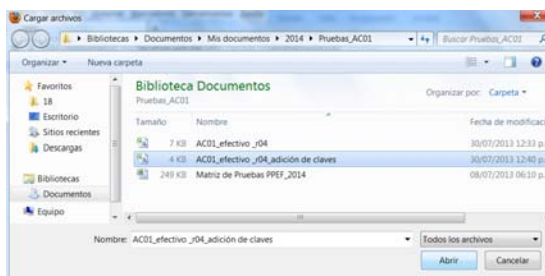 Cargar archivos
Bibliotecas ▸ Documentos ▸ Mis documentos ▸ 2014 ▸ Pruebas_AC01
Buscar Pruebas_AC01
Organizar
Nueva carpeta
Favoritos
18
Escritorio
Sitios recientes
Descargas
Bibliotecas
Documentos
Equipo
Biblioteca Documentos
Pruebas_AC01
Organizar por: Carpeta
Tamaño Nombre Fecha de modificaci
7 KB AC01_efectivo _r04 30/07/2013 12:33 p.
4 KB AC01_efectivo _r04_adición de claves 30/07/2013 12:40 p.
249 KB Matriz de Pruebas PPEF_2014 08/07/2013 06:10 p.
Nombre: AC01_efectivo _r04_adición de claves
Todos los archivos
Abrir
Cancelar